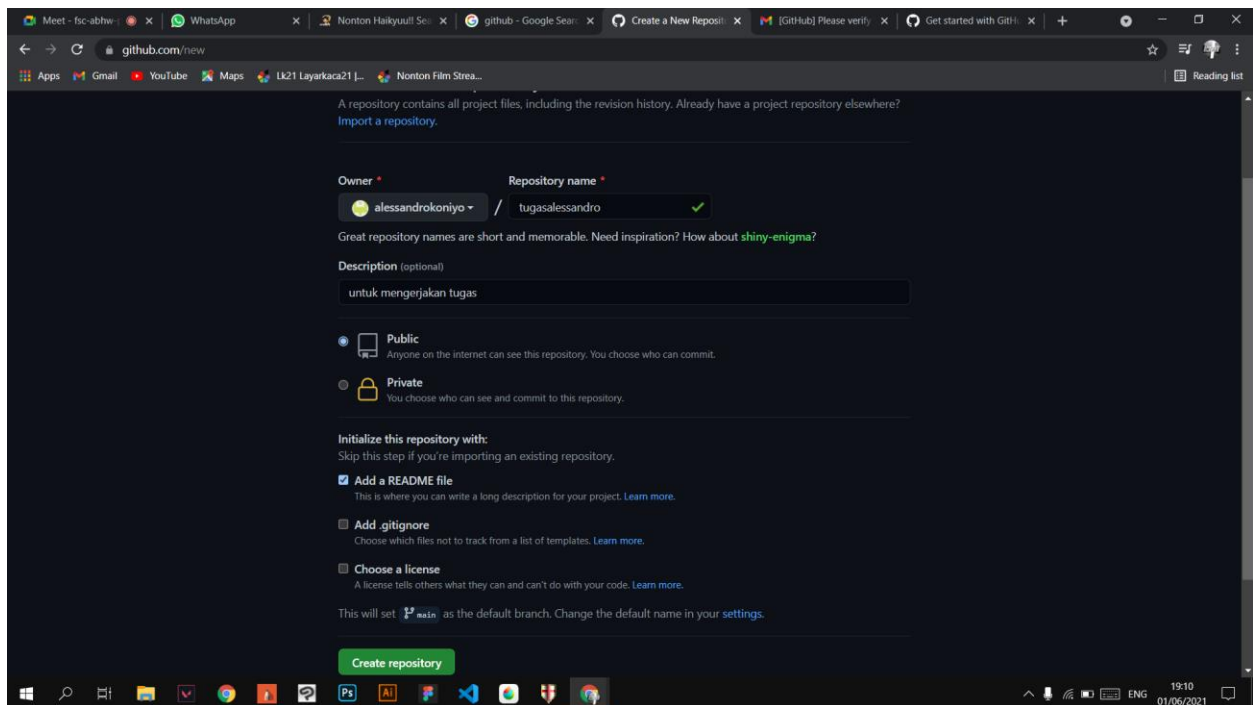 Meet - fsc-abhw-
WhatsApp
Nonton Haikyuu!! Se
github - Google Searc
Create a New Reposit
[GitHub] Please verify
Get started with GitH
github.com/new
Apps
Gmail
YouTube
Maps
Lk21 Layarkaca21 |...
Nonton Film Strea...
Reading list
A repository contains all project files, including the revision history. Already have a project repository elsewhere?
Import a repository.
Owner *
Repository name *
alessandrokoniyo
/
tugasalessandro
Great repository names are short and memorable. Need inspiration? How about shiny-enigma?
Description (optional)
untuk mengerjakan tugas
Public
Anyone on the internet can see this repository. You choose who can commit.
Private
You choose who can see and commit to this repository.
Initialize this repository with:
Skip this step if you're importing an existing repository.
Add a README file
This is where you can write a long description for your project. Learn more.
Add .gitignore
Choose which files not to track from a list of templates. Learn more.
Choose a license
A license tells others what they can and can't do with your code. Learn more.
This will set main as the default branch. Change the default name in your settings.
Create repository
Ps
Ai
ENG
19:10
01/06/2021